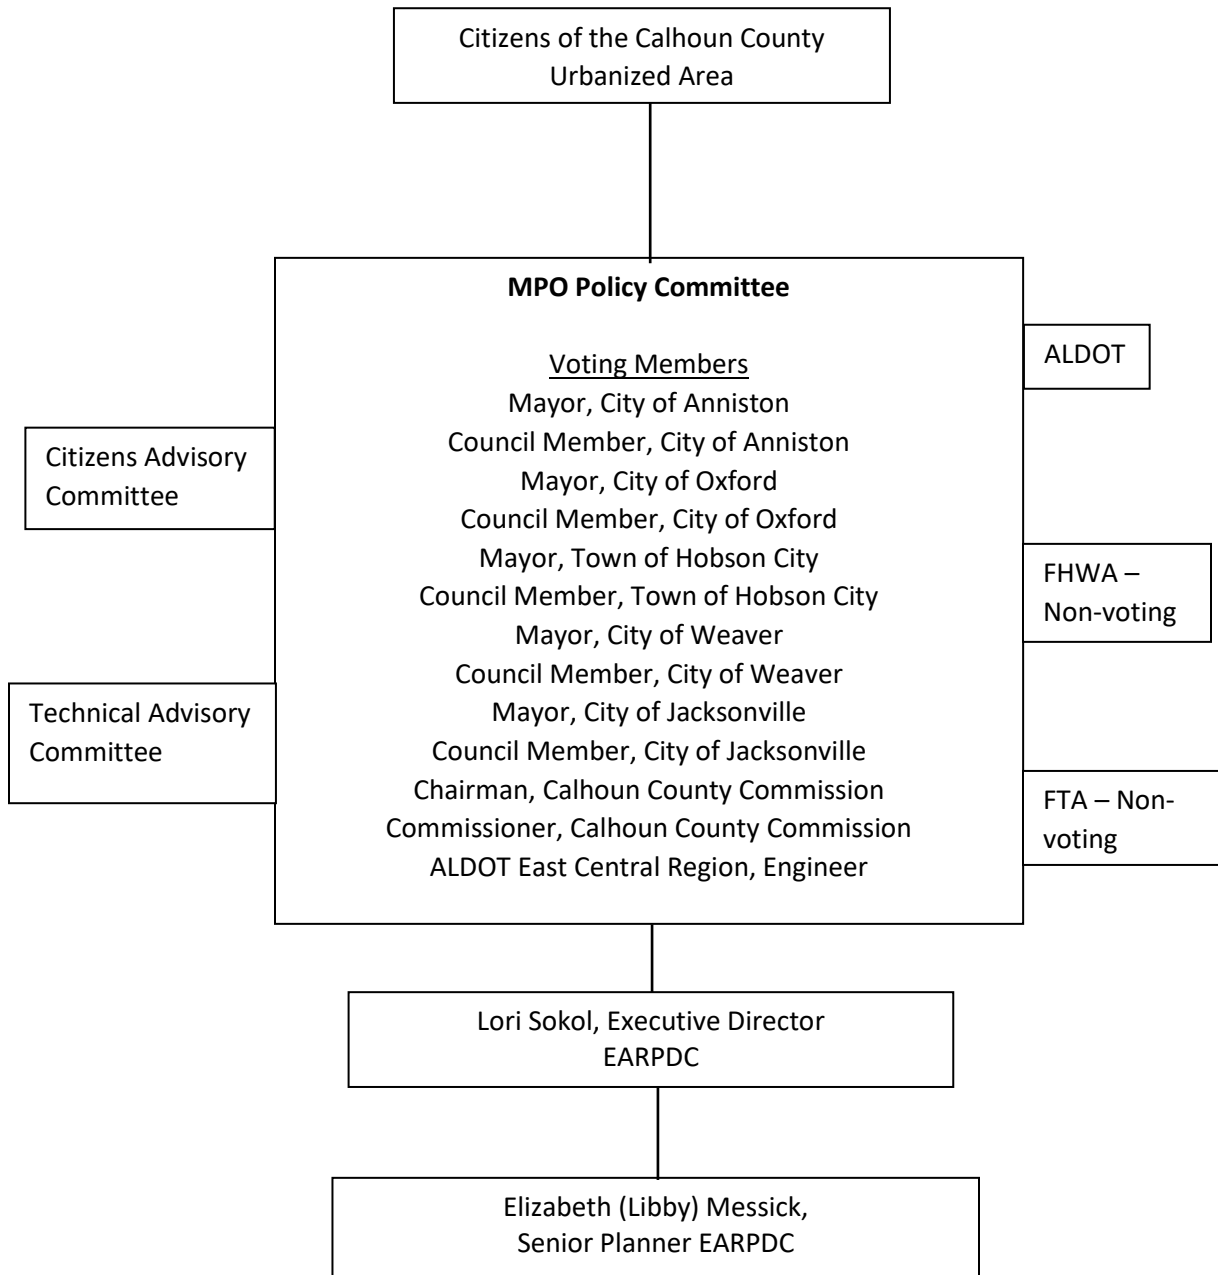 Citizens of the Calhoun County
Urbanized Area
MPO Policy Committee
Voting Members
Mayor, City of Anniston
Council Member, City of Anniston
Mayor, City of Oxford
Council Member, City of Oxford
Mayor, Town of Hobson City
Council Member, Town of Hobson City
Mayor, City of Weaver
Council Member, City of Weaver
Mayor, City of Jacksonville
Council Member, City of Jacksonville
Chairman, Calhoun County Commission
Commissioner, Calhoun County Commission
ALDOT East Central Region, Engineer
Citizens Advisory
Committee
Technical Advisory
Committee
ALDOT
FHWA –
Non-voting
FTA – Non-
voting
Lori Sokol, Executive Director
EARPDC
Elizabeth (Libby) Messick,
Senior Planner EARPDC